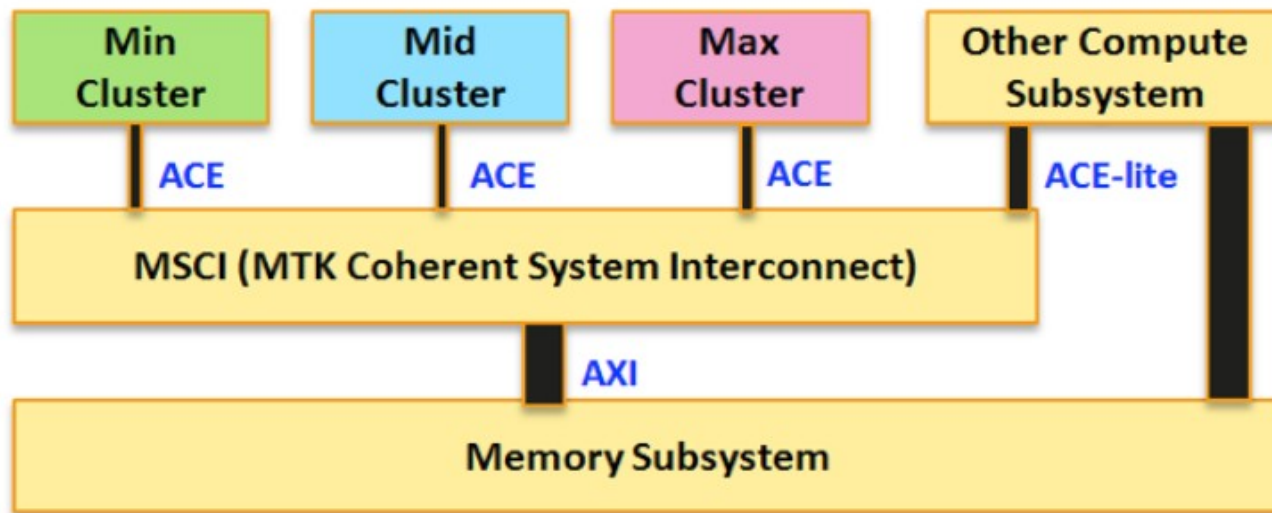 Min
Cluster
Mid
Cluster
Max
Cluster
Other Compute
Subsystem
ACE
ACE
ACE
ACE-lite
MSCI (MTK Coherent System Interconnect)
AXI
Memory Subsystem